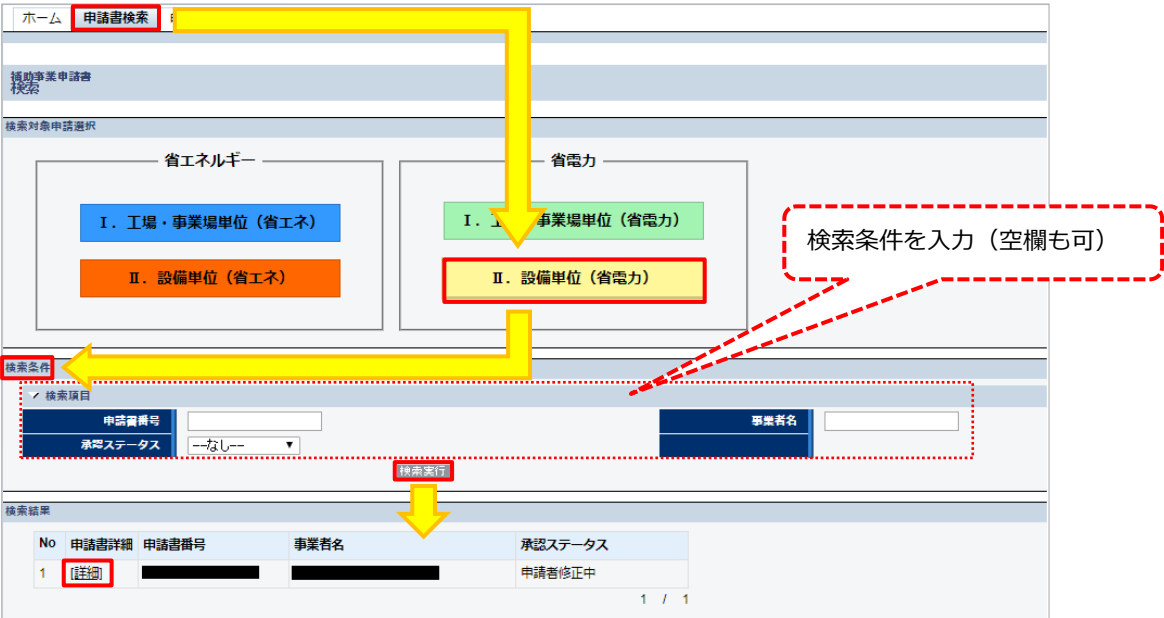 ホーム 申請書検索
補助事業申請書
検索
検索対象申請選択
省エネルギー 省電力
Ⅰ．工場・事業場単位（省エネ） Ⅰ．工 事業場単位（省電力）
Ⅱ．設備単位（省エネ） Ⅱ．設備単位（省電力）
検索条件を入力（空欄も可）
検索条件
検索項目
申請書番号 事業者名
承認ステータス --なし--
検索実行
検索結果
No 申請書詳細 申請書番号 事業者名 承認ステータス
1 [詳細] 申請者修正中
1 / 1